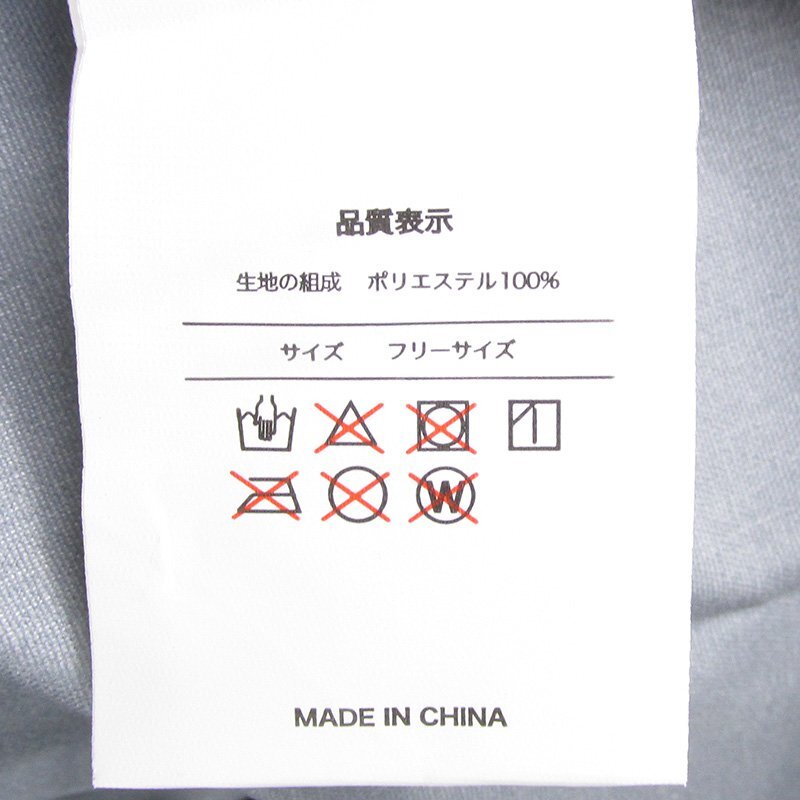 品質表示
生地の組成 ポリエステル100%
サイズ フリーサイズ
W
MADE IN CHINA